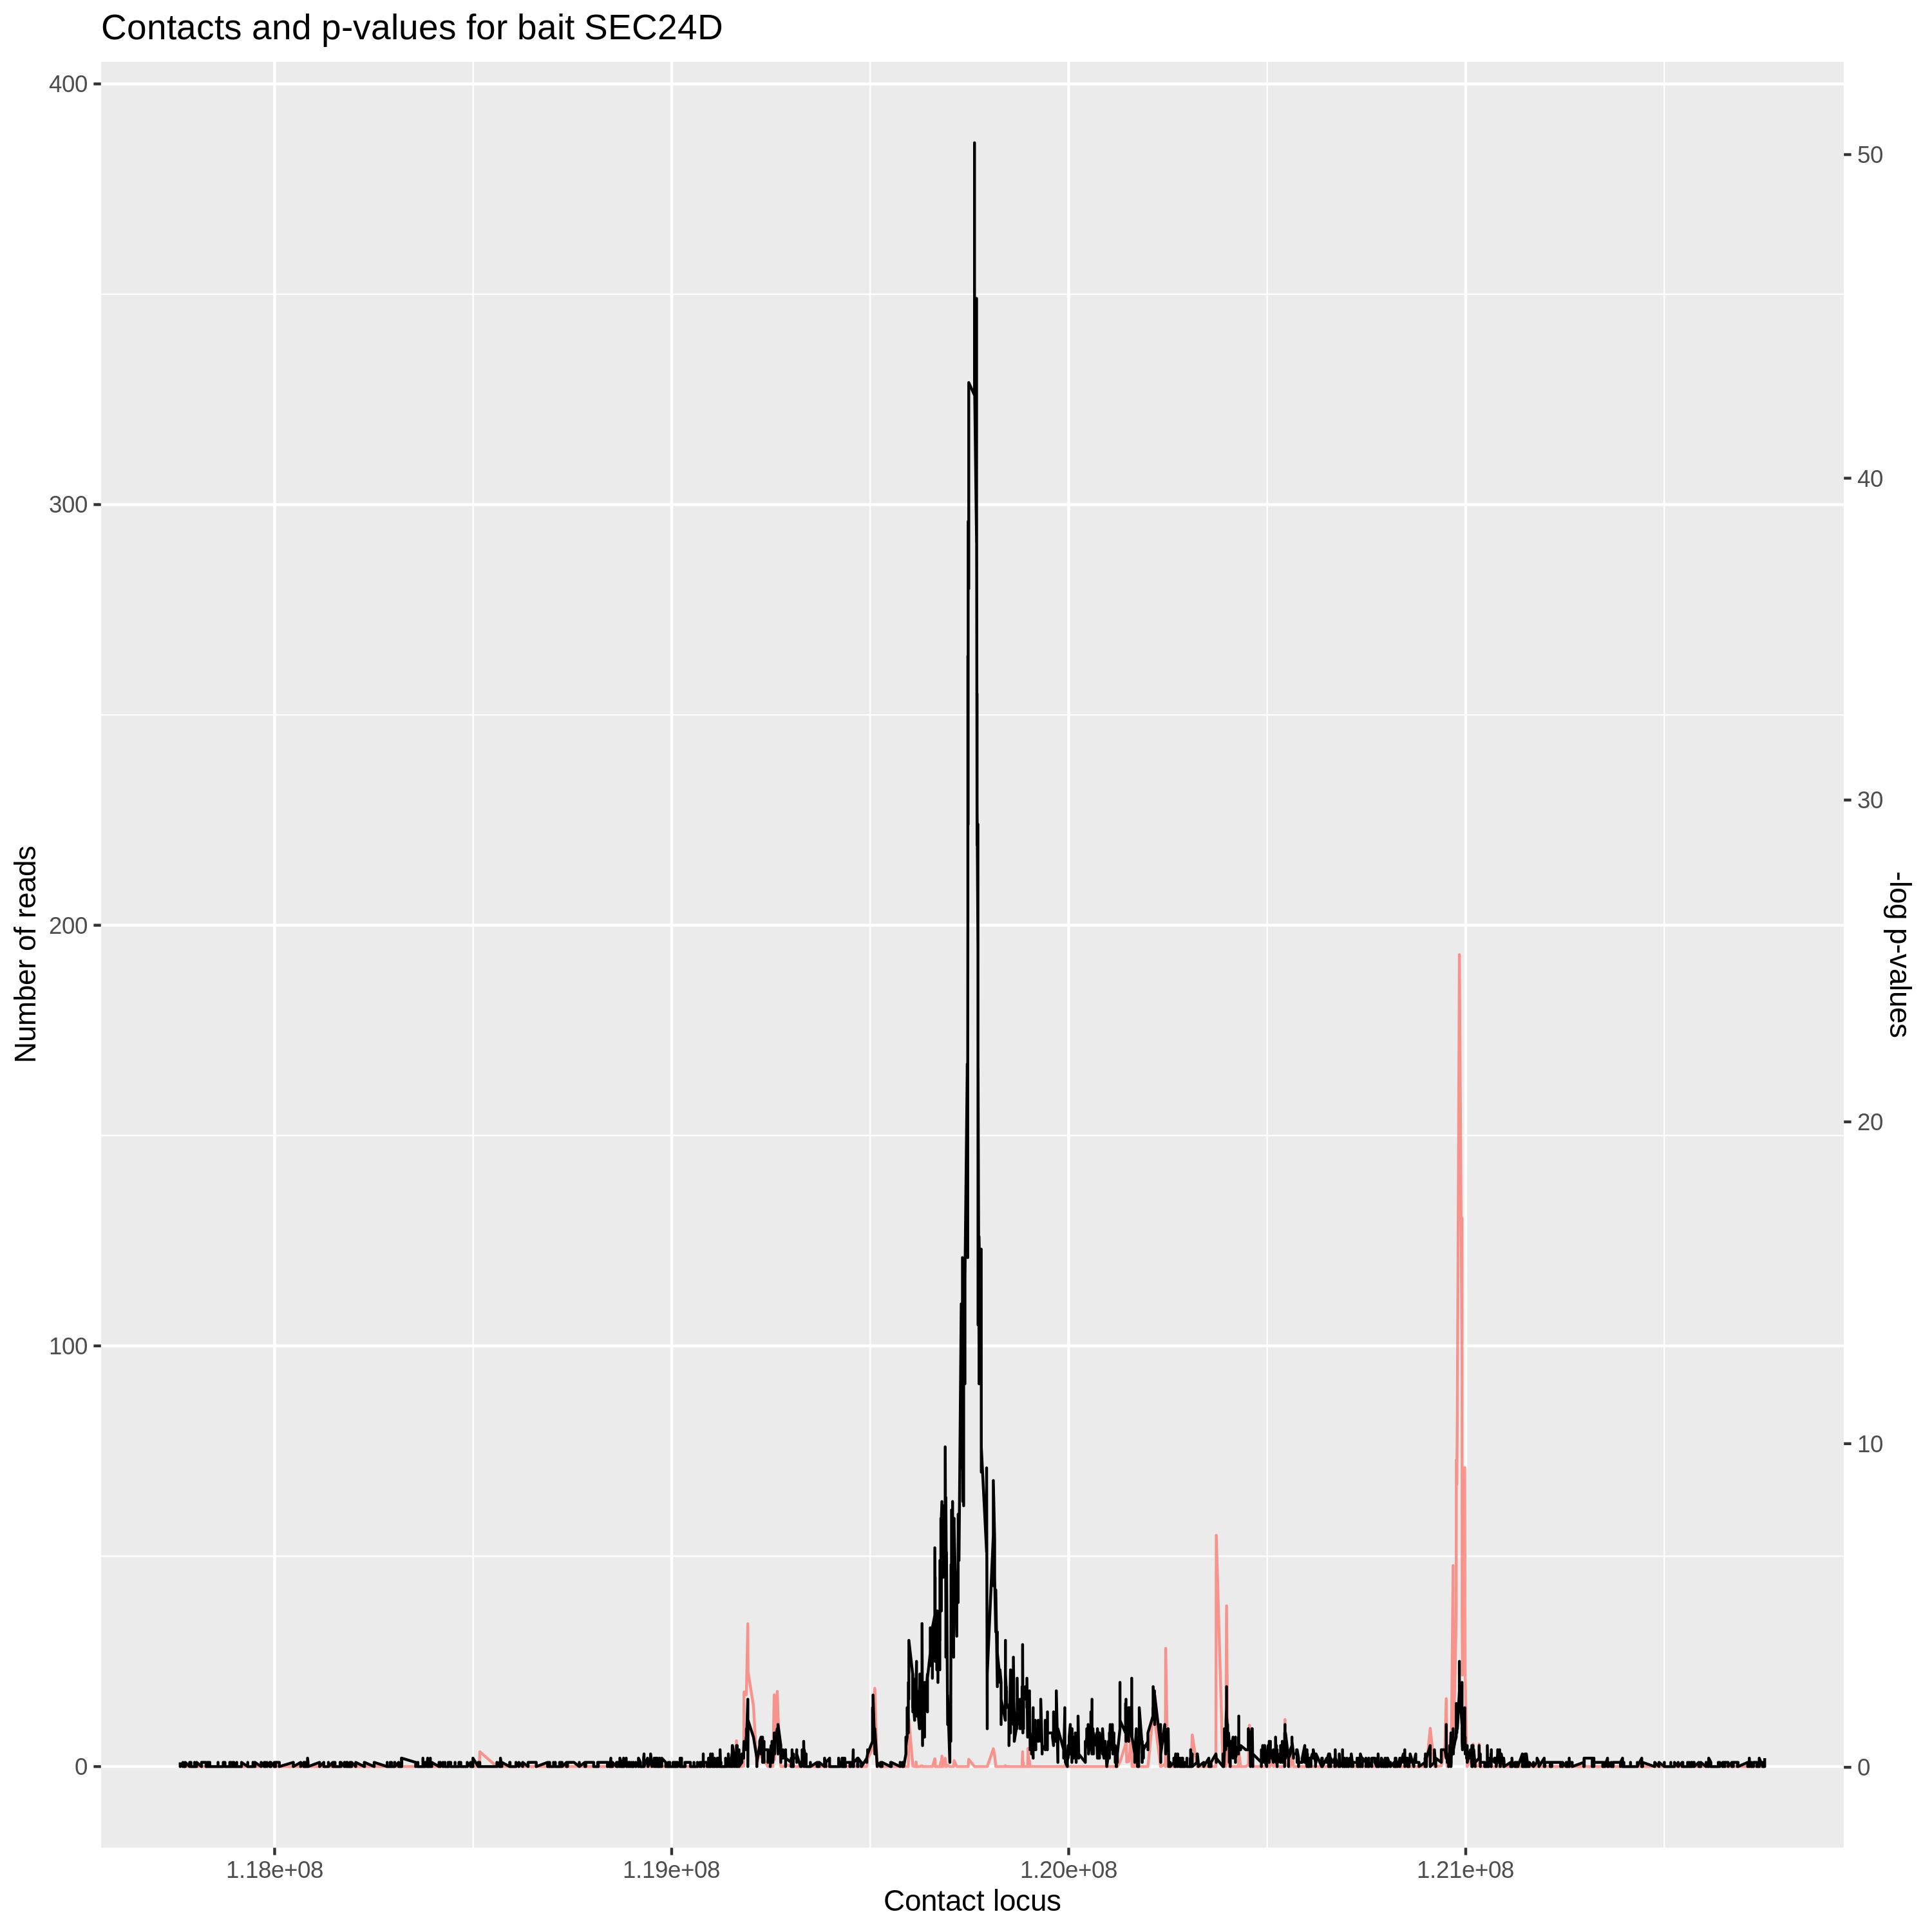 Contacts and p-values for bait SEC24D
400
300
200
100
0
Number of reads
50
40
30
20
10
0
-log p-values
1.18e+08
1.19e+08
1.20e+08
1.21e+08
Contact locus